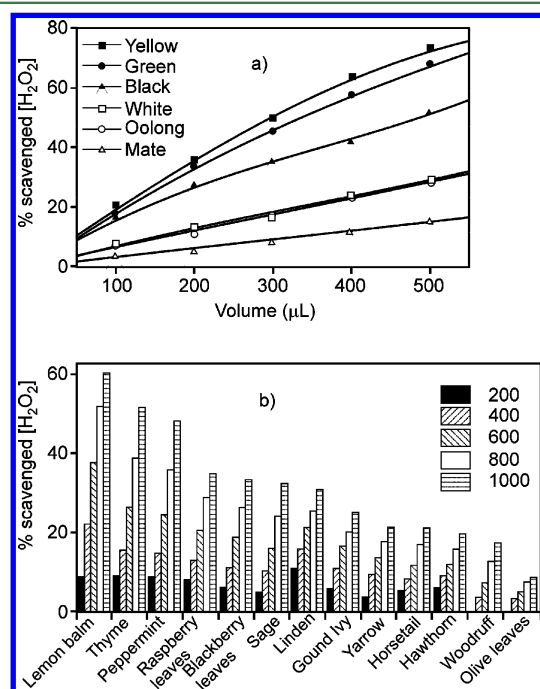 80
60
40
20
0
% scavenged [H₂O₂]
Yellow
Green
Black
White
Oolong
Mate
a)
100 200 300 400 500
Volume (μL)
60
40
20
0
% scavenged [H₂O₂]
b)
200
400
600
800
1000
Lemon balm
Thyme
Peppermint
Raspberry
leaves
Blackberry
leaves
Sage
Linden
Gound Ivy
Yarrow
Horsetail
Hawthorn
Woodruff
Olive leaves